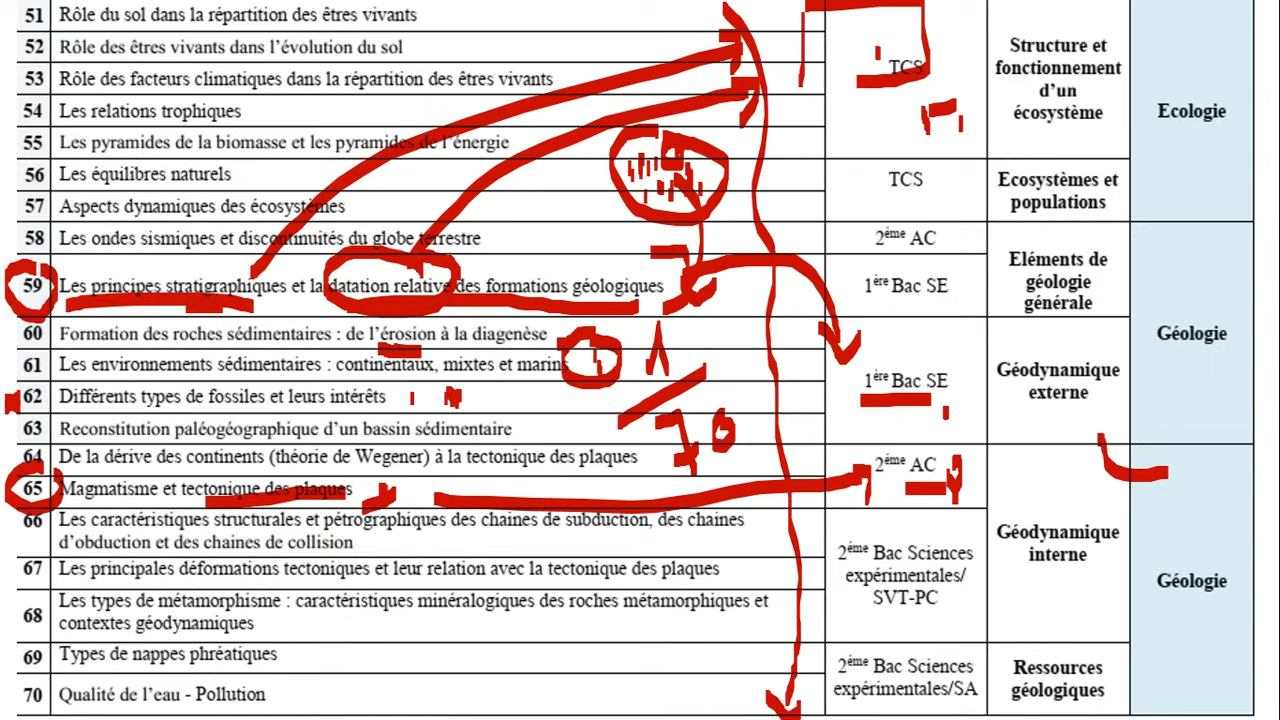 51 Rôle du sol dans la répartition des êtres vivants
52 Rôle des êtres vivants dans l'évolution du sol
53 Rôle des facteurs climatiques dans la répartition des êtres vivants
54 Les relations trophiques
55 Les pyramides de la biomasse et les pyramides de l'énergie
TCS
Structure et
fonctionnement
d'un
écosystème
Ecologie
56 Les équilibres naturels
57 Aspects dynamiques des écosystèmes
TCS
Ecosystèmes et
populations
58 Les ondes sismiques et discontinuités du globe terrestre
2éme AC
59 Les principes stratigraphiques et la datation relative des formations géologiques
1ère Bac SE
Eléments de
géologie
générale
Géologie
60 Formation des roches sédimentaires : de l'érosion à la diagenèse
61 Les environnements sédimentaires : continentaux, mixtes et marins
62 Différents types de fossiles et leurs intérêts
63 Reconstitution paléogéographique d'un bassin sédimentaire
1ère Bac SE
Géodynamique
externe
64 De la dérive des continents (théorie de Wegener) à la tectonique des plaques
65 Magmatisme et tectonique des plaques
2éme AC
66 Les caractéristiques structurales et pétrographiques des chaines de subduction, des chaines
d'obduction et des chaines de collision
67 Les principales déformations tectoniques et leur relation avec la tectonique des plaques
68 Les types de métamorphisme : caractéristiques minéralogiques des roches métamorphiques et
contextes géodynamiques
2éme Bac Sciences
expérimentales/
SVT-PC
Géodynamique
interne
Géologie
69 Types de nappes phréatiques
70 Qualité de l'eau - Pollution
2éme Bac Sciences
expérimentales/SA
Ressources
géologiques